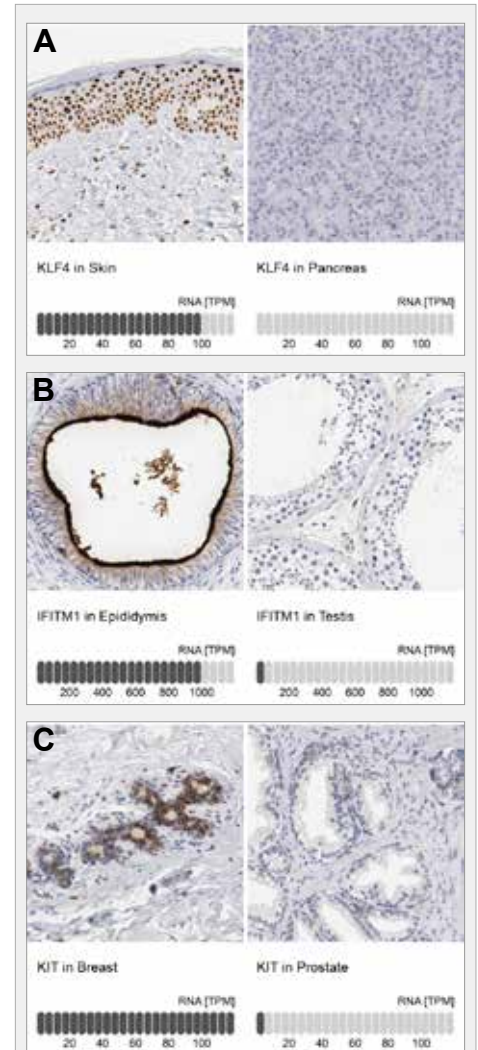 A
KLF4 in Skin
KLF4 in Pancreas
RNA [TPM]
RNA [TPM]
20 40 60 80 100
20 40 60 80 100
B
IFITM1 in Epididymis
IFITM1 in Testis
RNA [TPM]
RNA [TPM]
200 400 600 800 1000
200 400 600 800 1000
C
KIT in Breast
KIT in Prostate
RNA [TPM]
RNA [TPM]
20 40 60 80 100
20 40 60 80 100